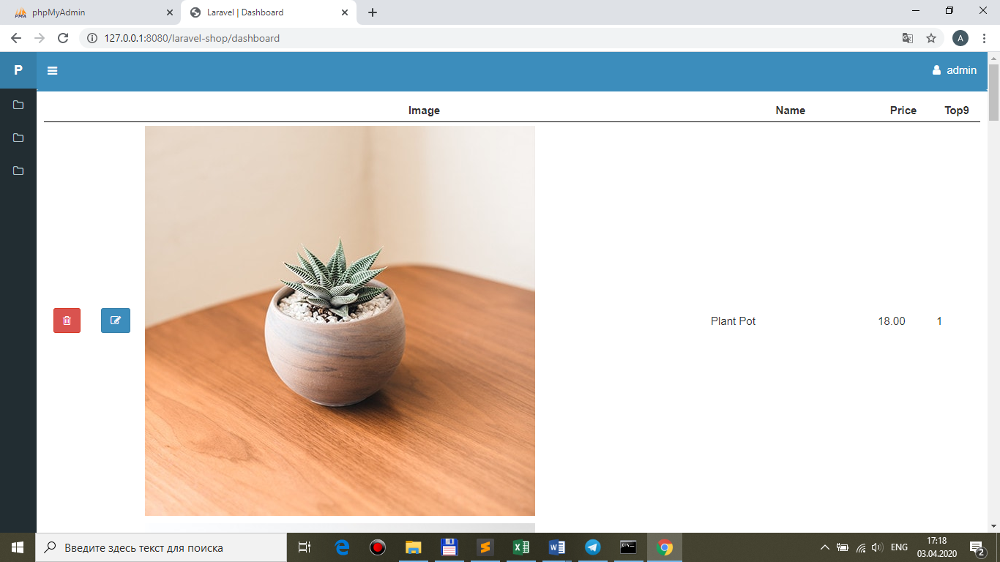 phpMyAdmin
Laravel | Dashboard
127.0.0.1:8080/laravel-shop/dashboard
A
P
admin
Image Name Price Top9
Plant Pot 18.00 1
Введите здесь текст для поиска
ENG
17:18
03.04.2020
2